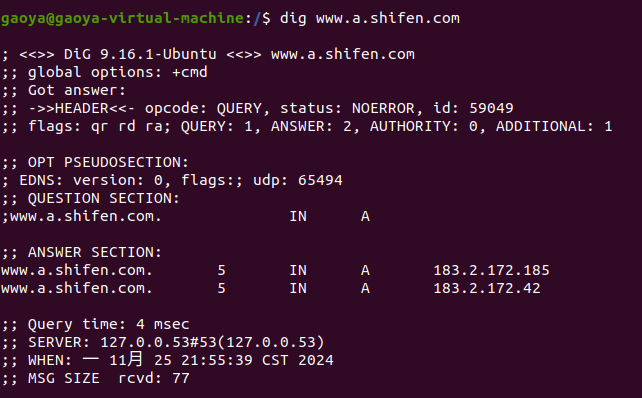 gaoya@gaoya-virtual-machine:/$ dig www.a.shifen.com
; <<>> DiG 9.16.1-Ubuntu <<>> www.a.shifen.com
;; global options: +cmd
;; Got answer:
;; ->>HEADER<<- opcode: QUERY, status: NOERROR, id: 59049
;; flags: qr rd ra; QUERY: 1, ANSWER: 2, AUTHORITY: 0, ADDITIONAL: 1
;; OPT PSEUDOSECTION:
; EDNS: version: 0, flags:; udp: 65494
;; QUESTION SECTION:
;www.a.shifen.com. IN A
;; ANSWER SECTION:
www.a.shifen.com. 5 IN A 183.2.172.185
www.a.shifen.com. 5 IN A 183.2.172.42
;; Query time: 4 msec
;; SERVER: 127.0.0.53#53(127.0.0.53)
;; WHEN: 一 11月 25 21:55:39 CST 2024
;; MSG SIZE rcvd: 77